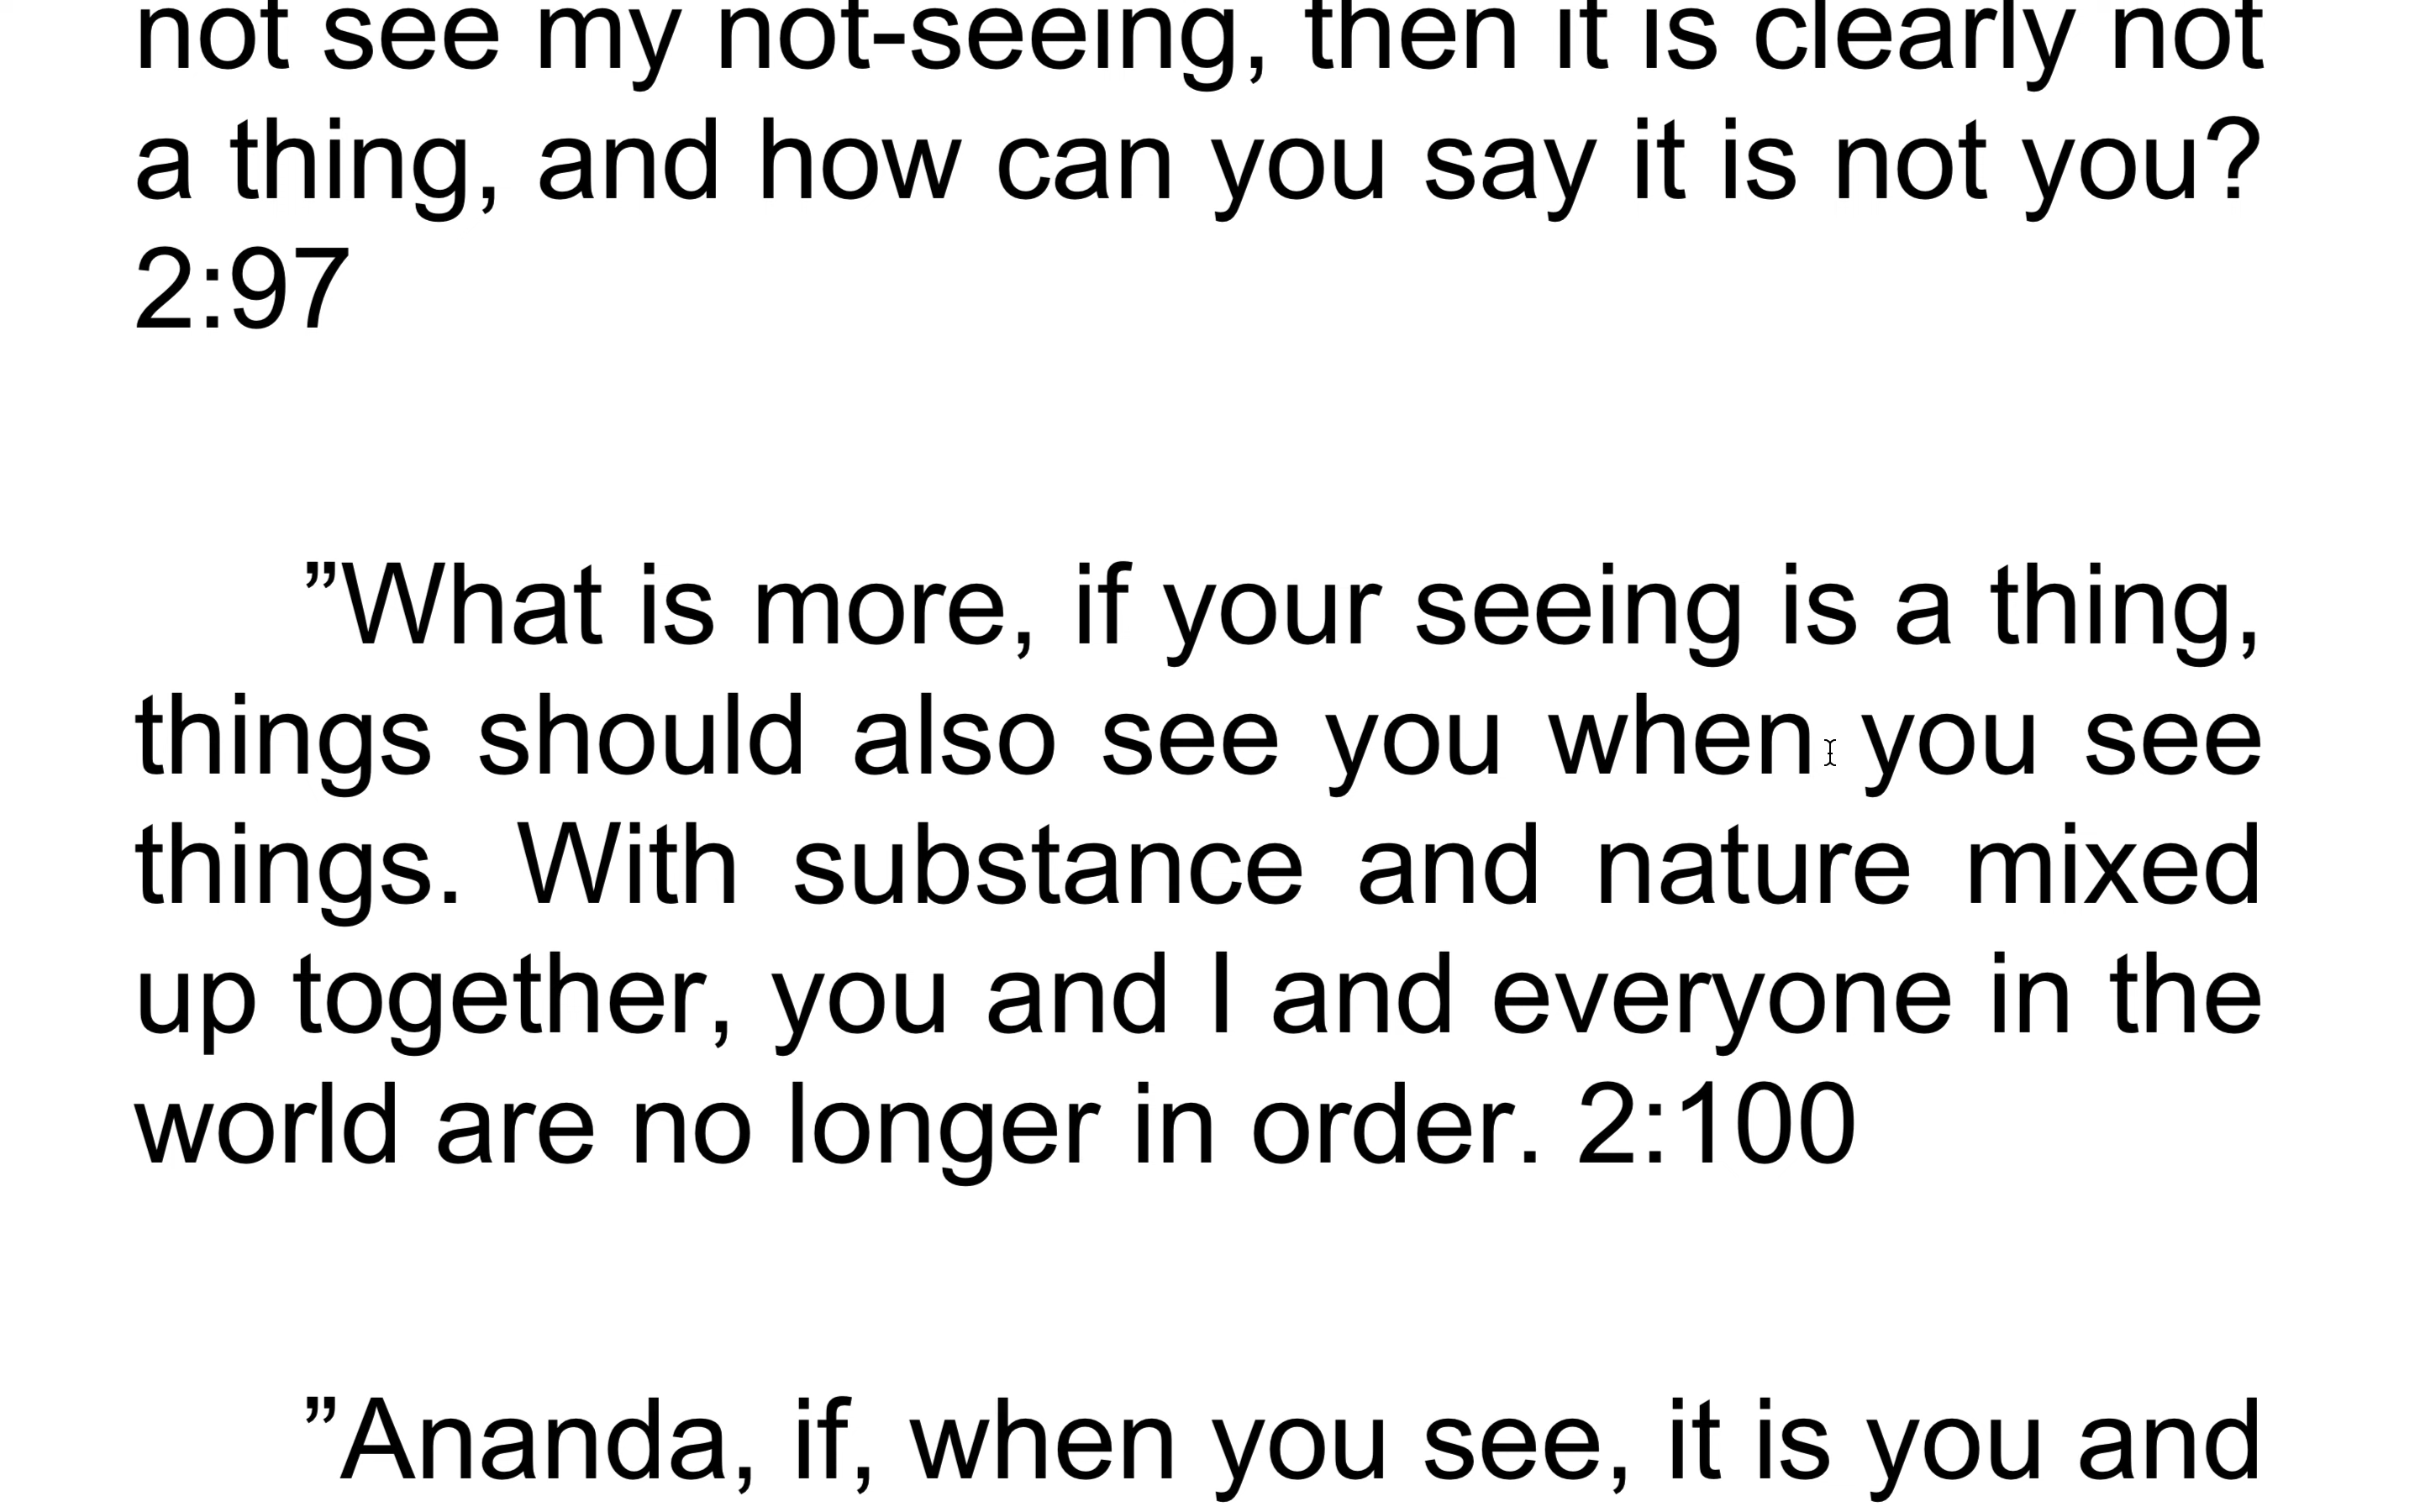 not see my not-seeing, then it is clearly not
a thing, and how can you say it is not you?
2:97
”What is more, if your seeing is a thing,
things should also see you when you see
things. With substance and nature mixed
up together, you and I and everyone in the
world are no longer in order. 2:100
”Ananda, if, when you see, it is you and